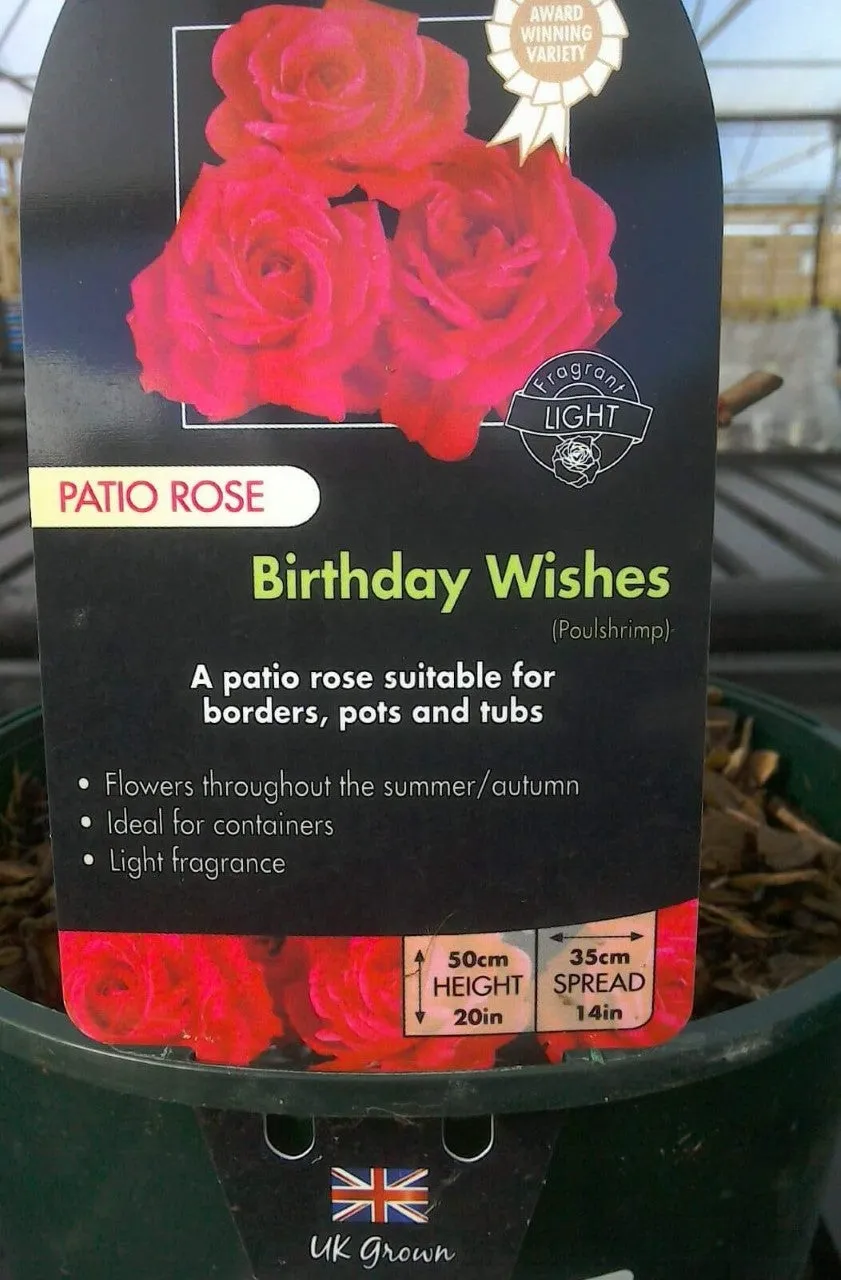 AWARD
WINNING
VARIETY
Fragrant
LIGHT
PATIO ROSE
Birthday Wishes
(Poulshrimp)
A patio rose suitable for
borders, pots and tubs
• Flowers throughout the summer/autumn
• Ideal for containers
• Light fragrance
50cm
HEIGHT
20in
35cm
SPREAD
14in
UK Grown